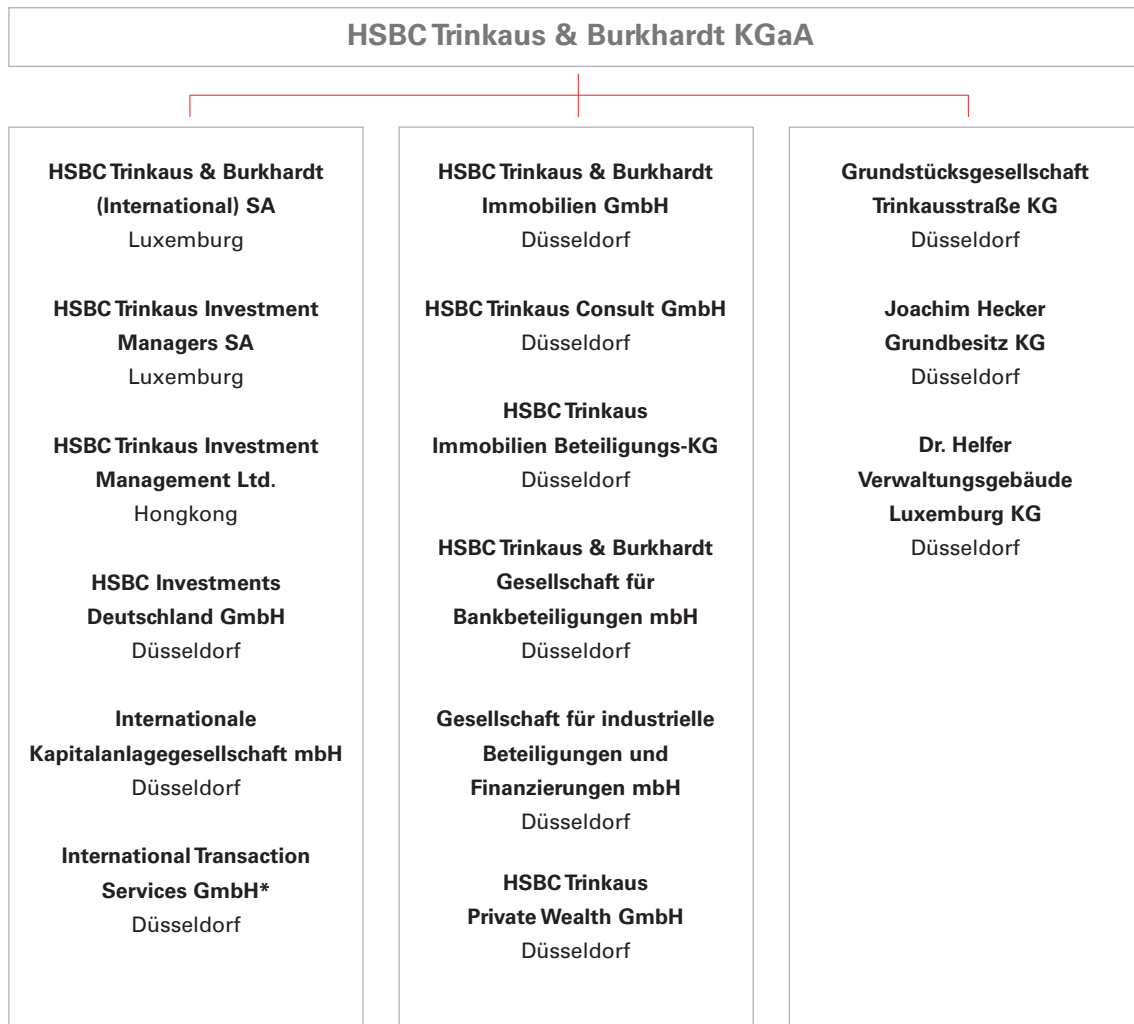 HSBC Trinkaus & Burkhardt KGaA
HSBC Trinkaus & Burkhardt
(International) SA
Luxemburg
HSBC Trinkaus Investment
Managers SA
Luxemburg
HSBC Trinkaus Investment
Management Ltd.
Hongkong
HSBC Investments
Deutschland GmbH
Düsseldorf
Internationale
Kapitalanlagegesellschaft mbH
Düsseldorf
International Transaction
Services GmbH*
Düsseldorf
HSBC Trinkaus & Burkhardt
Immobilien GmbH
Düsseldorf
HSBC Trinkaus Consult GmbH
Düsseldorf
HSBC Trinkaus
Immobilien Beteiligungs-KG
Düsseldorf
HSBC Trinkaus & Burkhardt
Gesellschaft für
Bankbeteiligungen mbH
Düsseldorf
Gesellschaft für industrielle
Beteiligungen und
Finanzierungen mbH
Düsseldorf
HSBC Trinkaus
Private Wealth GmbH
Düsseldorf
Grundstücksgesellschaft
Trinkausstraße KG
Düsseldorf
Joachim Hecker
Grundbesitz KG
Düsseldorf
Dr. Helfer
Verwaltungsgebäude
Luxemburg KG
Düsseldorf